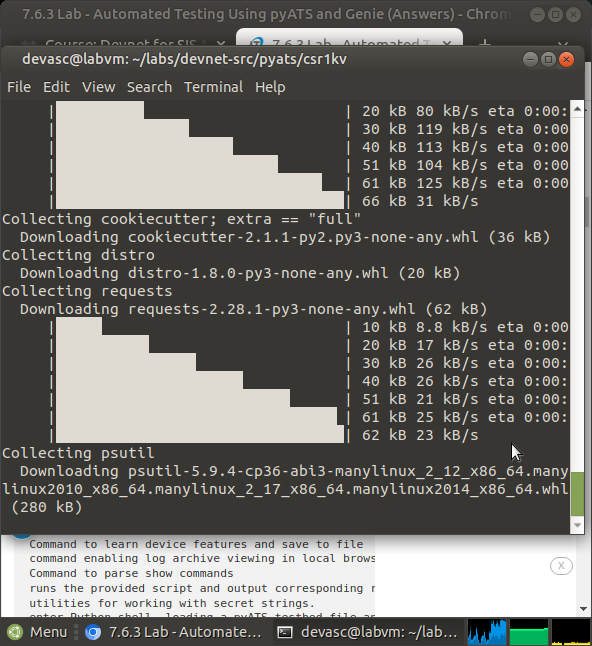 7.6.3 Lab - Automated Testing Using pyATS and Genie (Answers) - Chrom
Course: Devnet for SIS 1
7.6.3 Lab - Automated T
devasc@labvm: ~/labs/devnet-src/pyats/csr1kv
File Edit View Search Terminal Help
| | 20 kB 80 kB/s eta 0:00:
| | 30 kB 119 kB/s eta 0:00
| | 40 kB 113 kB/s eta 0:00
| | 51 kB 104 kB/s eta 0:00
| | 61 kB 125 kB/s eta 0:00
| | 66 kB 31 kB/s
Collecting cookiecutter; extra == "full"
Downloading cookiecutter-2.1.1-py2.py3-none-any.whl (36 kB)
Collecting distro
Downloading distro-1.8.0-py3-none-any.whl (20 kB)
Collecting requests
Downloading requests-2.28.1-py3-none-any.whl (62 kB)
| | 10 kB 8.8 kB/s eta 0:00
| | 20 kB 17 kB/s eta 0:00:
| | 30 kB 26 kB/s eta 0:00:
| | 40 kB 26 kB/s eta 0:00:
| | 51 kB 21 kB/s eta 0:00:
| | 61 kB 25 kB/s eta 0:00:
| | 62 kB 23 kB/s
Collecting psutil
Downloading psutil-5.9.4-cp36-abi3-manylinux_2_12_x86_64.many
linux2010_x86_64.manylinux_2_17_x86_64.manylinux2014_x86_64.whl
(280 kB)
Command to learn device features and save to file
command enabling log archive viewing in local brows
Command to parse show commands
runs the provided script and output corresponding r
utilities for working with secret strings.
enter Python shell, loading a pyATS testbed file an
X
Menu
7.6.3 Lab - Automate...
devasc@labvm: ~/lab...